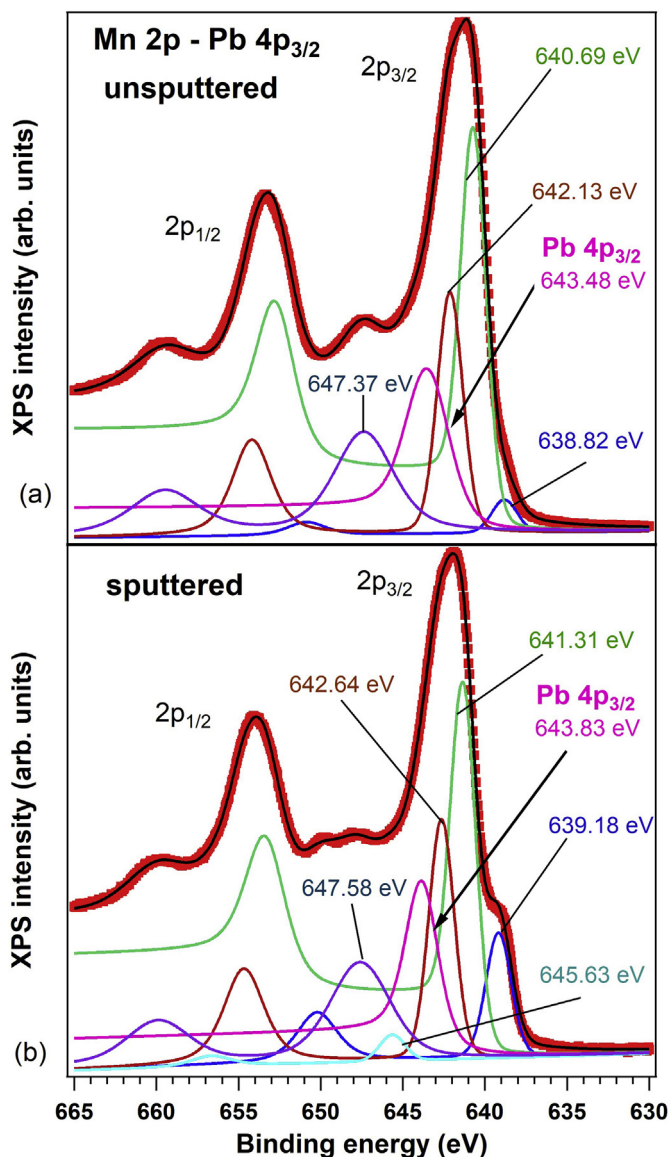 Mn 2p - Pb 4p3/2
unsputtered
2p3/2
640.69 eV
2p1/2
642.13 eV
Pb 4p3/2
643.48 eV
647.37 eV
638.82 eV
XPS intensity (arb. units)
(a)
sputtered
2p3/2
641.31 eV
642.64 eV
Pb 4p3/2
643.83 eV
2p1/2
639.18 eV
647.58 eV
645.63 eV
XPS intensity (arb. units)
(b)
665 660 655 650 645 640 635 630
Binding energy (eV)